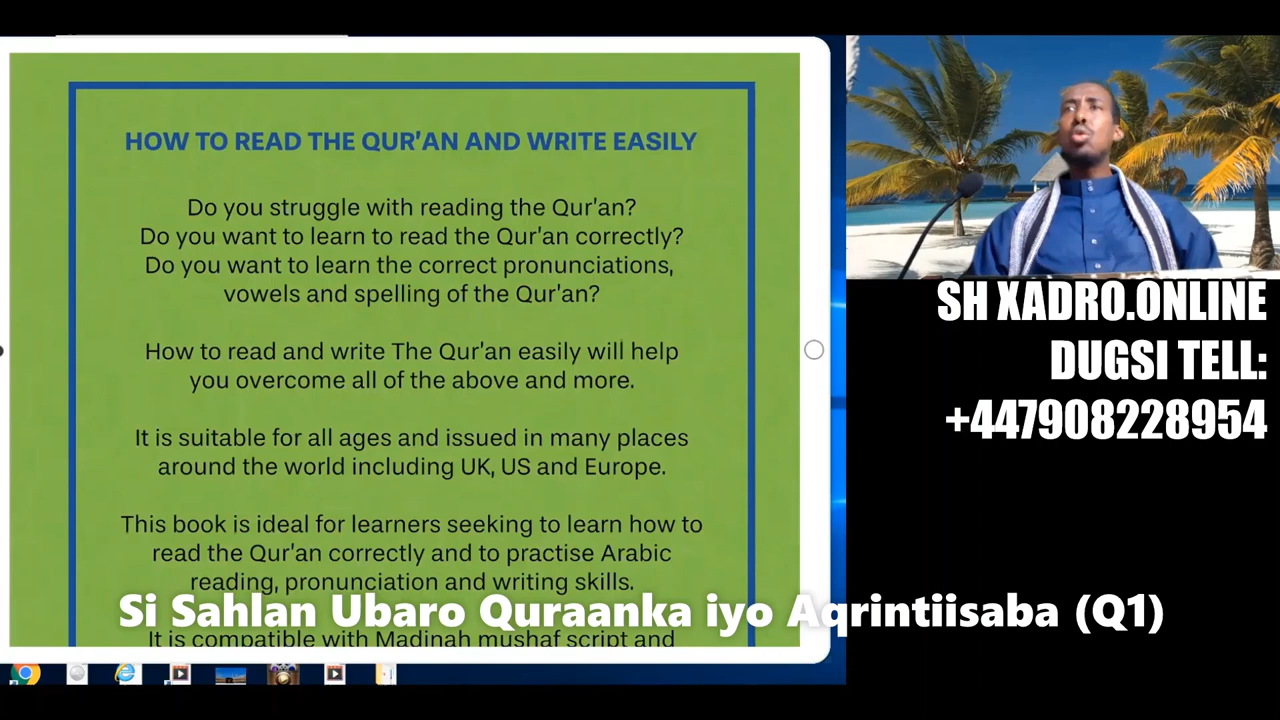 HOW TO READ THE QUR'AN AND WRITE EASILY
Do you struggle with reading the Qur'an?
Do you want to learn to read the Qur'an correctly?
Do you want to learn the correct pronunciations,
vowels and spelling of the Qur'an?
How to read and write The Qur'an easily will help
you overcome all of the above and more.
It is suitable for all ages and issued in many places
around the world including UK, US and Europe.
This book is ideal for learners seeking to learn how to
read the Qur'an correctly and to practise Arabic
reading, pronunciation and writing skills.
It is compatible with Madinah mushaf script and
Si Sahlan Ubaro Quraanka iyo Aqrintiisaba (Q1)
SH XADRO.ONLINE
DUGSI TELL:
+447908228954